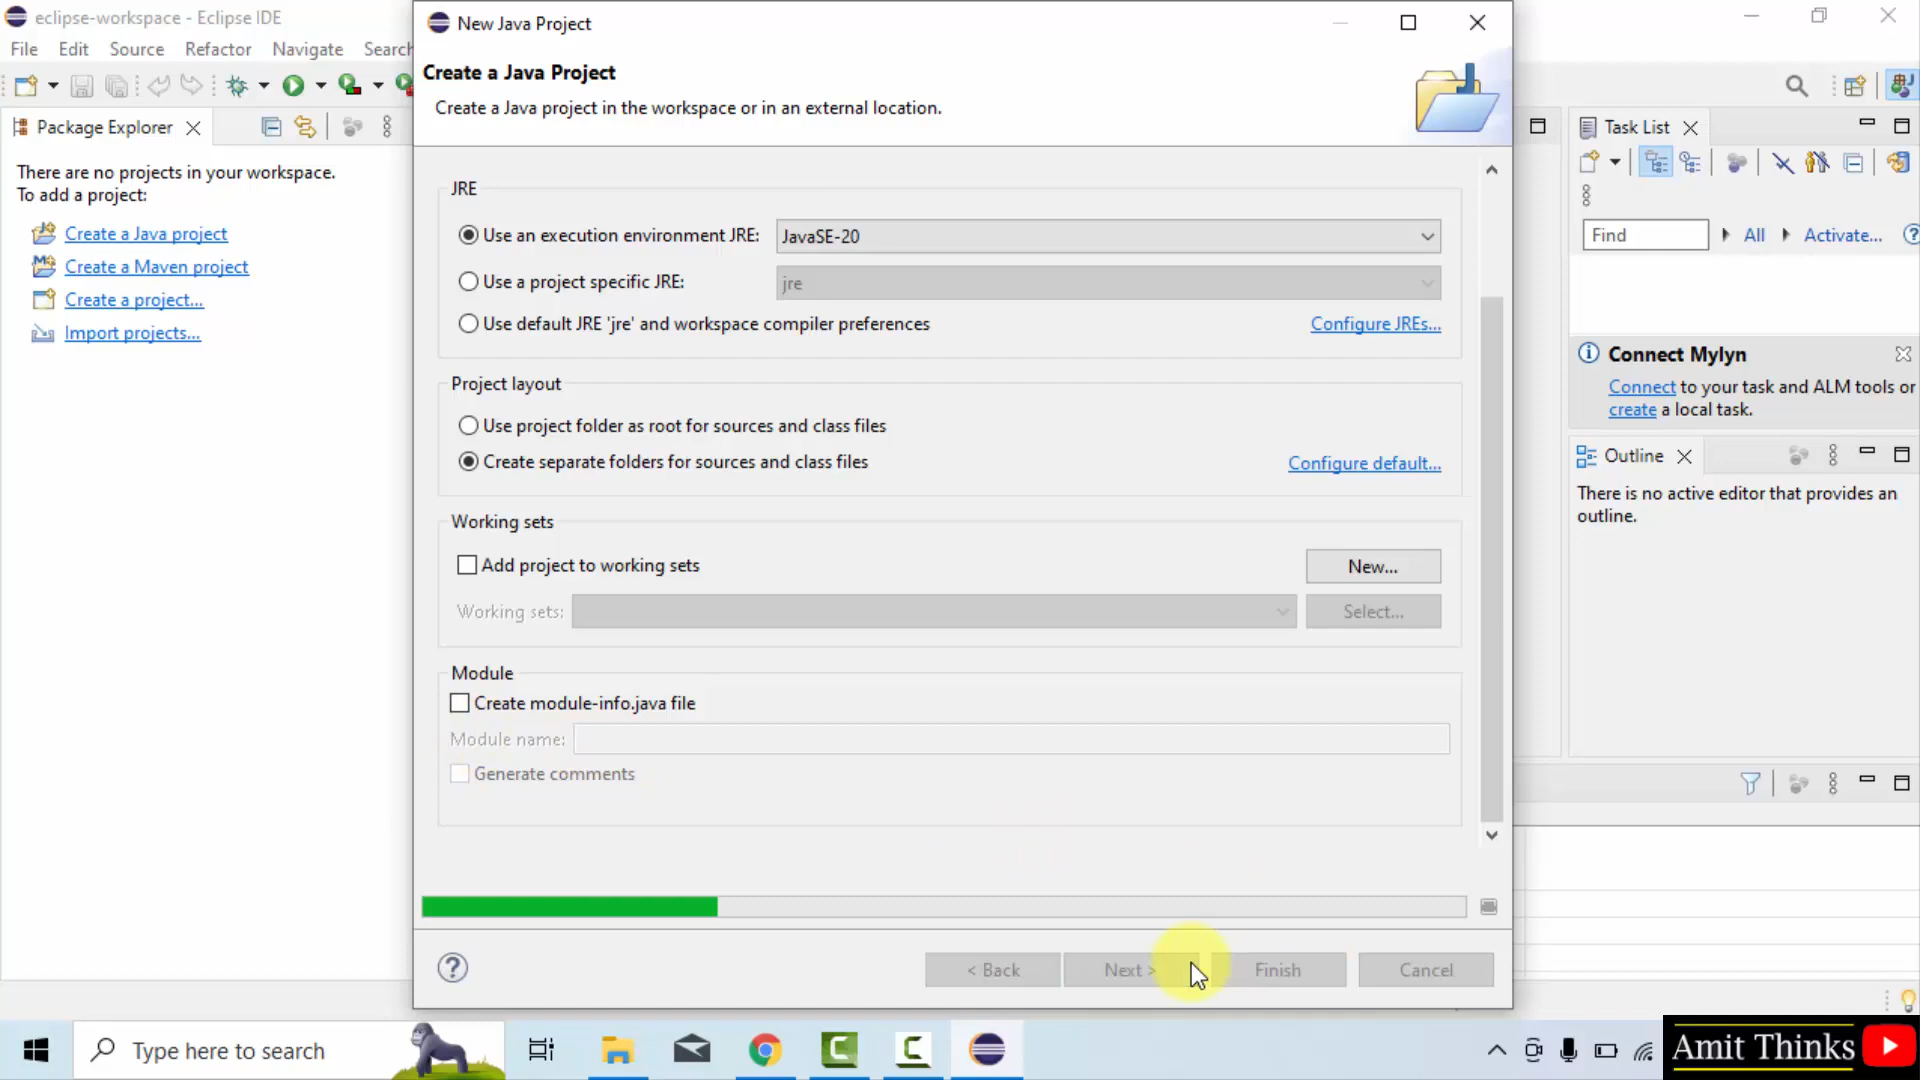 eclipse-workspace - Eclipse IDE
File Edit Source Refactor Navigate Search
Package Explorer
There are no projects in your workspace.
To add a project:
Create a Java project
Create a Maven project
Create a project...
Import projects...
New Java Project
Create a Java Project
Create a Java project in the workspace or in an external location.
JRE
Use an execution environment JRE: JavaSE-20
Use a project specific JRE: jre
Use default JRE 'jre' and workspace compiler preferences Configure JREs...
Project layout
Use project folder as root for sources and class files
Create separate folders for sources and class files Configure default...
Working sets
Add project to working sets New...
Working sets: Select...
Module
Create module-info.java file
Module name:
Generate comments
< Back Next > Finish Cancel
Task List
Find All Activate...
Connect Mylyn
Connect to your task and ALM tools or
create a local task.
Outline
There is no active editor that provides an
outline.
Type here to search
Amit Thinks